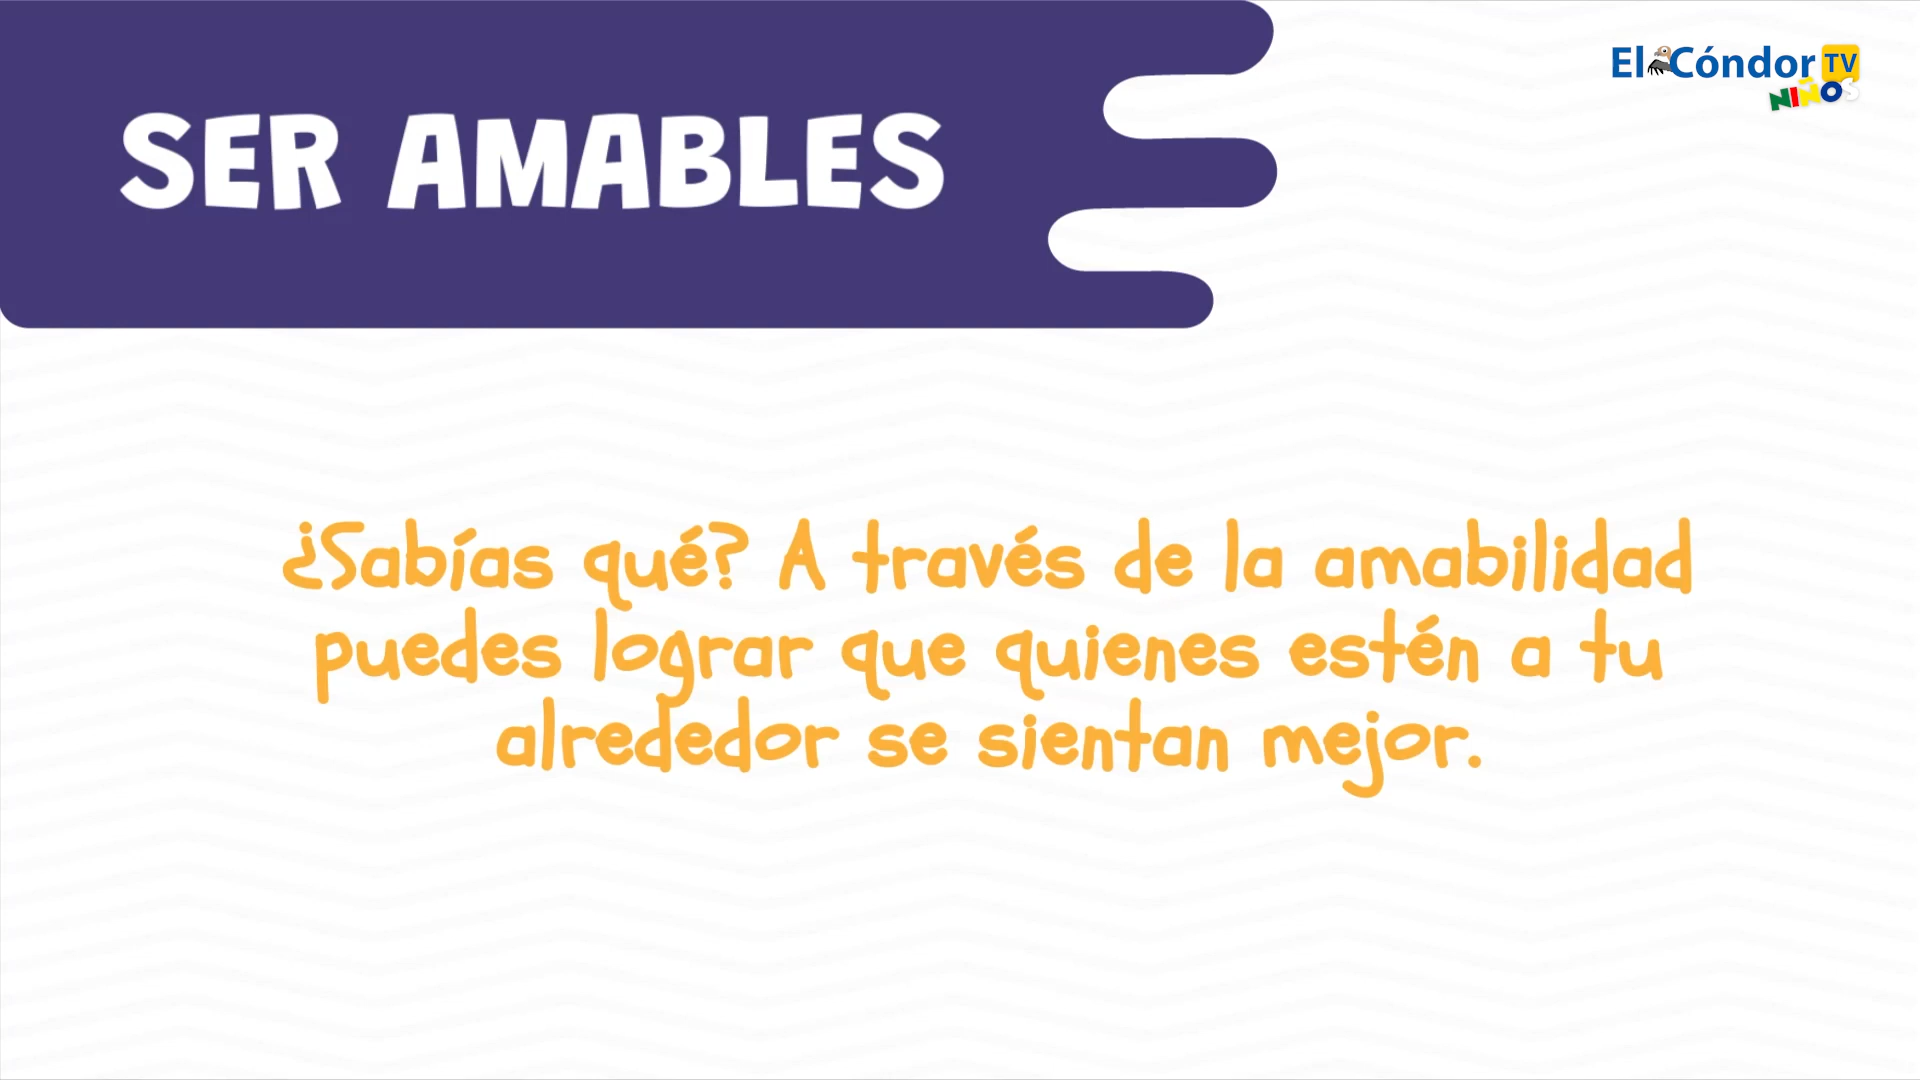 SER AMABLES
El Cóndor TV
NIÑOS
¿Sabías qué? A través de la amabilidad
puedes lograr que quienes estén a tu
alrededor se sientan mejor.